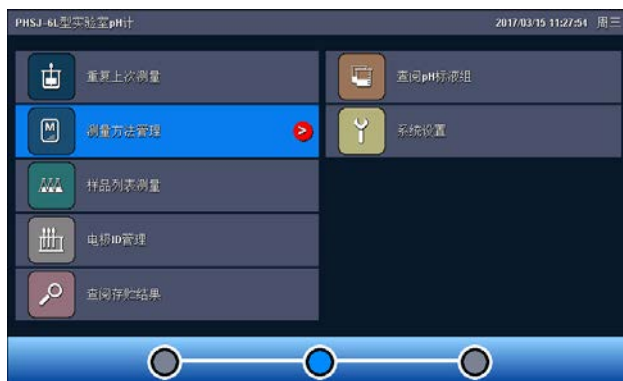 PHSJ-6L型实验室pH计
2017/03/15 11:27:54 周三
重复上次测量
测量方法管理
样品列表测量
电极ID管理
查阅存贮结果
查阅pH标液组
系统设置
M